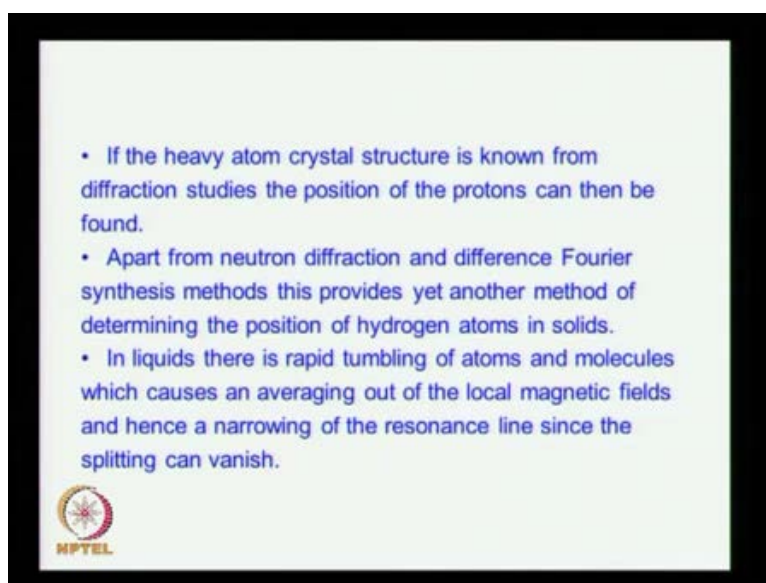 • If the heavy atom crystal structure is known from
diffraction studies the position of the protons can then be
found.
• Apart from neutron diffraction and difference Fourier
synthesis methods this provides yet another method of
determining the position of hydrogen atoms in solids.
• In liquids there is rapid tumbling of atoms and molecules
which causes an averaging out of the local magnetic fields
and hence a narrowing of the resonance line since the
splitting can vanish.
NPTEL